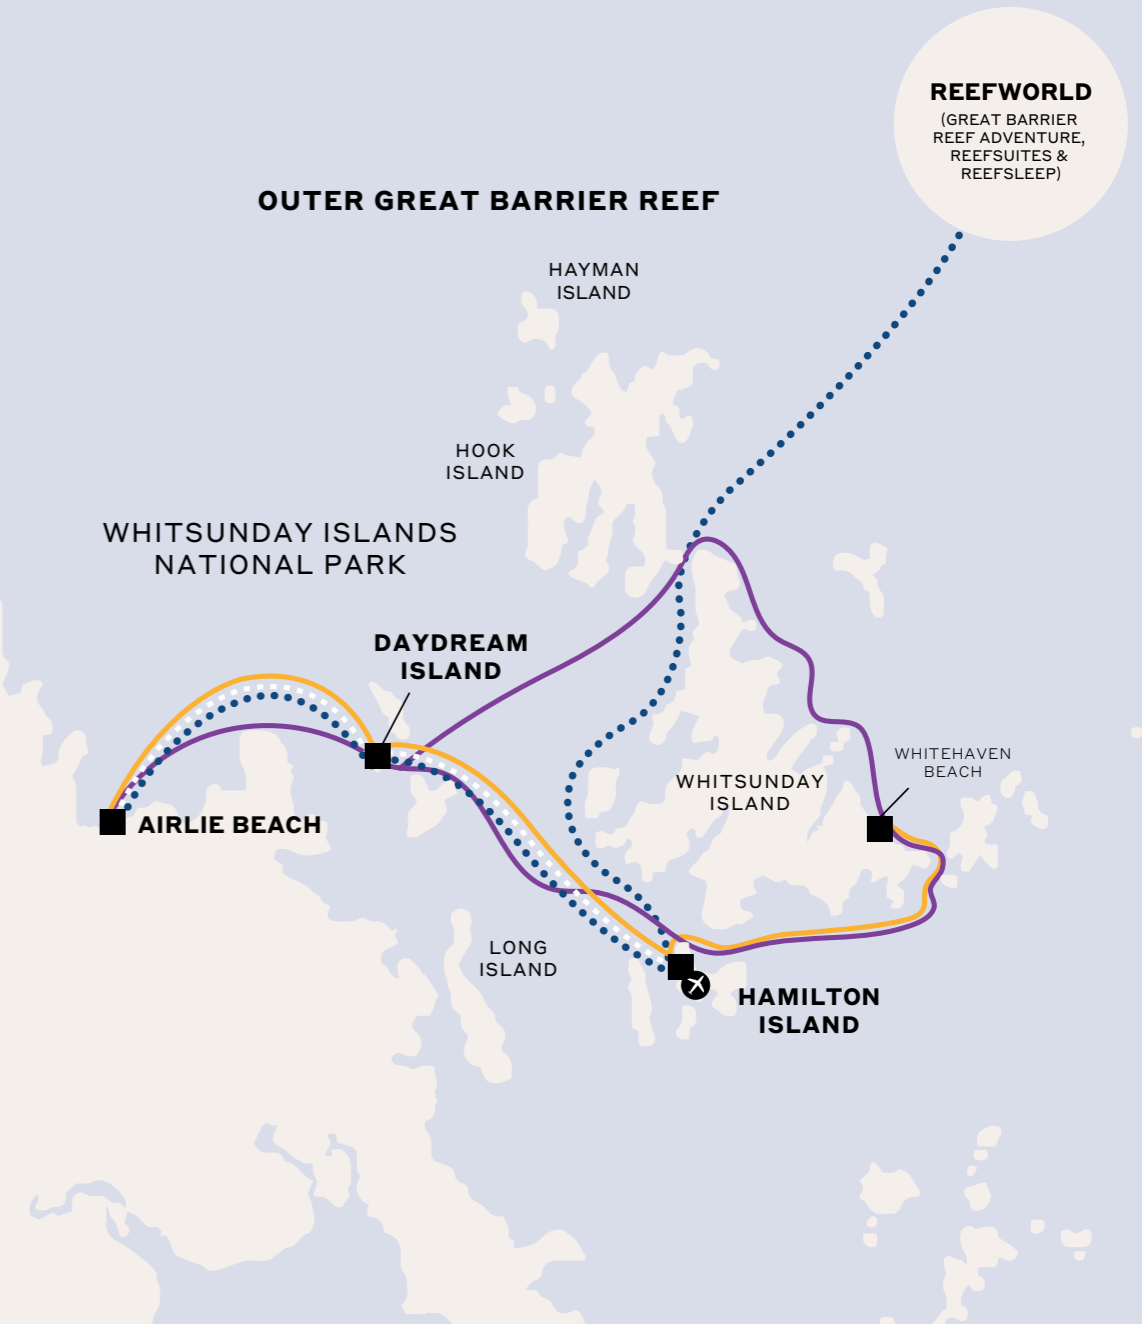 REEFWORLD
(GREAT BARRIER
REEF ADVENTURE,
REEFSUITES &
REEFSLEEP)
OUTER GREAT BARRIER REEF
HAYMAN
ISLAND
HOOK
ISLAND
WHITSUNDAY ISLANDS
NATIONAL PARK
DAYDREAM
ISLAND
WHITEHAVEN
BEACH
WHITSUNDAY
ISLAND
AIRLIE BEACH
LONG
ISLAND
HAMILTON
ISLAND